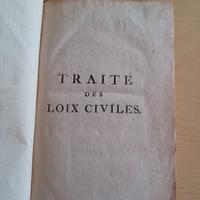 TRAITÉ
DES
LOIX CIVILES.